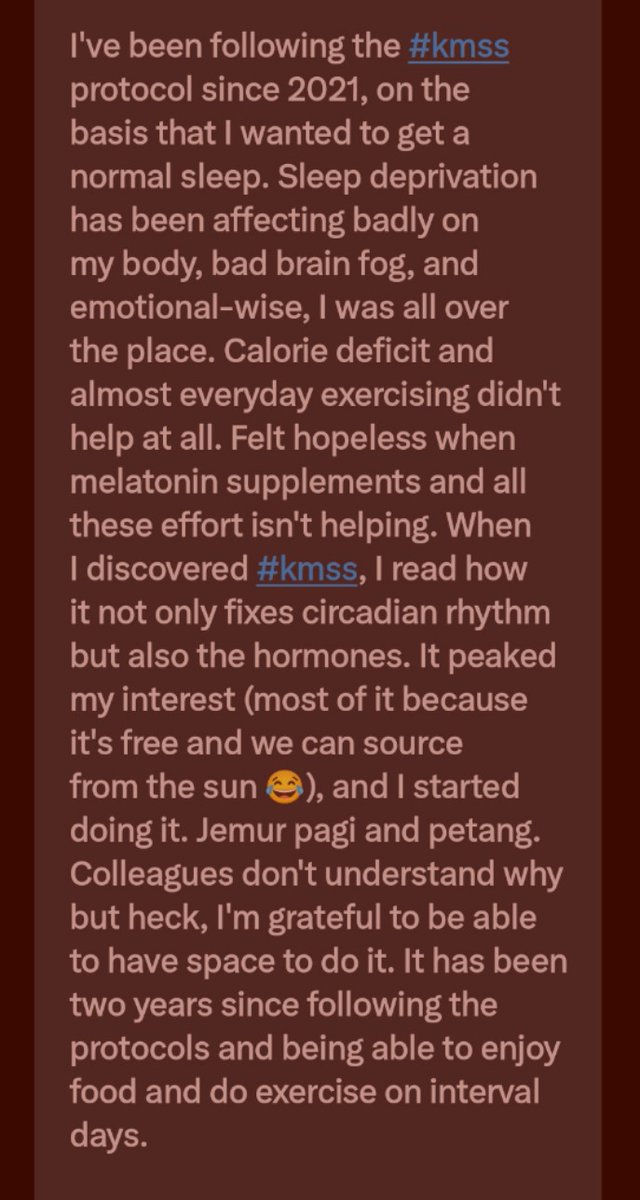 I've been following the #kmss
protocol since 2021, on the
basis that I wanted to get a
normal sleep. Sleep deprivation
has been affecting badly on
my body, bad brain fog, and
emotional-wise, I was all over
the place. Calorie deficit and
almost everyday exercising didn't
help at all. Felt hopeless when
melatonin supplements and all
these effort isn't helping. When
I discovered #kmss, I read how
it not only fixes circadian rhythm
but also the hormones. It peaked
my interest (most of it because
it's free and we can source
from the sun 😂), and I started
doing it. Jemur pagi and petang.
Colleagues don't understand why
but heck, I'm grateful to be able
to have space to do it. It has been
two years since following the
protocols and being able to enjoy
food and do exercise on interval
days.